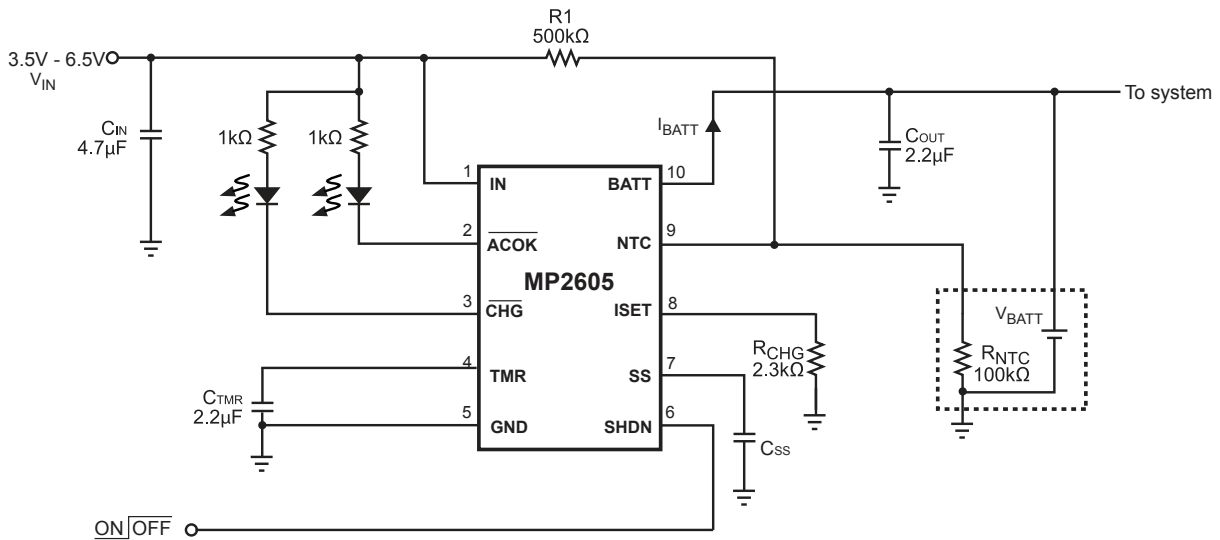 R1
500kΩ
3.5V - 6.5V
VIN
CIN
4.7µF
1kΩ
1kΩ
IBATT
COUT
2.2µF
To system
1
IN
BATT
10
2
ACOK
NTC
9
MP2605
3
CHG
ISET
8
RCHG
2.3kΩ
VBATT
RNTC
100kΩ
4
TMR
SS
7
CTMR
2.2µF
5
GND
SHDN
6
CSS
ON OFF